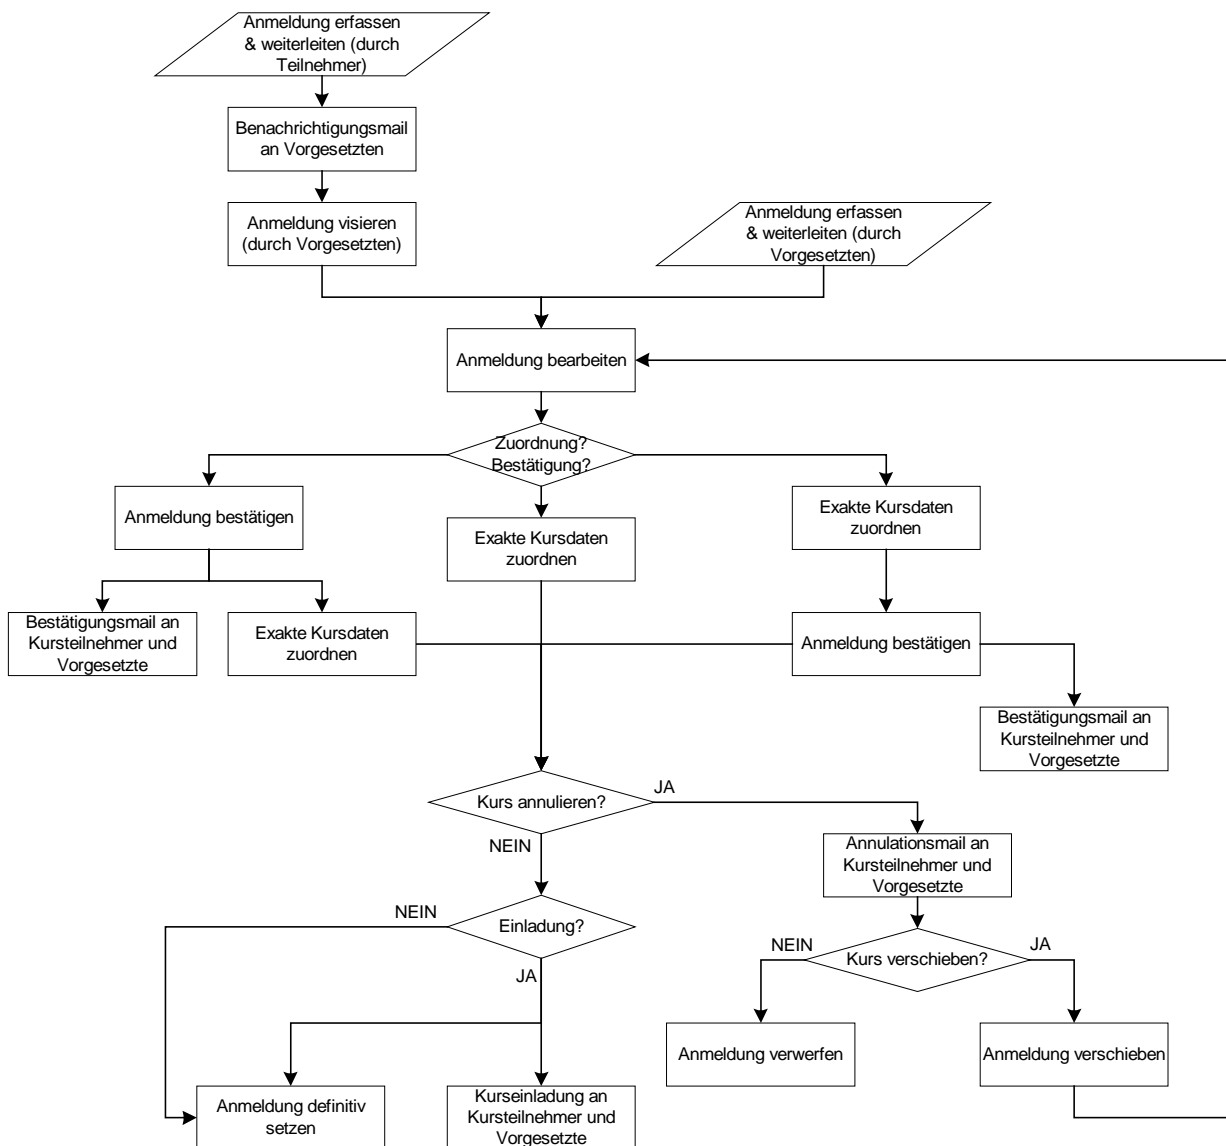 Anmeldung erfassen
& weiterleiten (durch
Teilnehmer)
Benachrichtigungsmail
an Vorgesetzten
Anmeldung visieren
(durch Vorgesetzten)
Anmeldung erfassen
& weiterleiten (durch
Vorgesetzten)
Anmeldung bearbeiten
Zuordnung?
Bestätigung?
Anmeldung bestätigen
Exakte Kursdaten
zuordnen
Exakte Kursdaten
zuordnen
Bestätigungsmail an
Kursteilnehmer und
Vorgesetzte
Exakte Kursdaten
zuordnen
Anmeldung bestätigen
Bestätigungsmail an
Kursteilnehmer und
Vorgesetzte
Kurs annulieren?
JA
NEIN
Annulationsmail an
Kursteilnehmer und
Vorgesetzte
Einladung?
NEIN
JA
Kurs verschieben?
NEIN
JA
Anmeldung verwerfen
Anmeldung verschieben
Anmeldung definitiv
setzen
Kurseinladung an
Kursteilnehmer und
Vorgesetzte